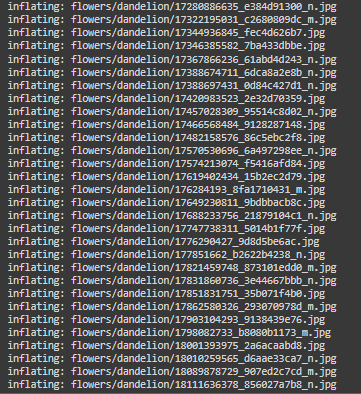 inflating: flowers/dandelion/17280886635_e384d91300_n.jpg
inflating: flowers/dandelion/17322195031_c2680809dc_m.jpg
inflating: flowers/dandelion/17344936845_fec4d626b7.jpg
inflating: flowers/dandelion/17346385582_7ba433dbbe.jpg
inflating: flowers/dandelion/17367866236_61abd4d243_n.jpg
inflating: flowers/dandelion/17388674711_6dca8a2e8b_n.jpg
inflating: flowers/dandelion/17388697431_0d84c427d1_n.jpg
inflating: flowers/dandelion/17420983523_2e32d70359.jpg
inflating: flowers/dandelion/17457028309_95514c8d02_n.jpg
inflating: flowers/dandelion/17466568484_9128287148.jpg
inflating: flowers/dandelion/17482158576_86c5ebc2f8.jpg
inflating: flowers/dandelion/17570530696_6a497298ee_n.jpg
inflating: flowers/dandelion/17574213074_f5416afd84.jpg
inflating: flowers/dandelion/17619402434_15b2ec2d79.jpg
inflating: flowers/dandelion/176284193_8fa1710431_m.jpg
inflating: flowers/dandelion/17649230811_9bdbbacb8c.jpg
inflating: flowers/dandelion/17688233756_21879104c1_n.jpg
inflating: flowers/dandelion/17747738311_5014b1f77f.jpg
inflating: flowers/dandelion/1776290427_9d8d5be6ac.jpg
inflating: flowers/dandelion/177851662_b2622b4238_n.jpg
inflating: flowers/dandelion/17821459748_873101edd0_m.jpg
inflating: flowers/dandelion/17831860736_3e44667bbb_n.jpg
inflating: flowers/dandelion/17851831751_35b071f4b0.jpg
inflating: flowers/dandelion/17862580326_293070978d_m.jpg
inflating: flowers/dandelion/17903104293_9138439e76.jpg
inflating: flowers/dandelion/1798082733_b8080b1173_m.jpg
inflating: flowers/dandelion/18001393975_2a6acaabd8.jpg
inflating: flowers/dandelion/18010259565_d6aae33ca7_n.jpg
inflating: flowers/dandelion/18089878729_907ed2c7cd_m.jpg
inflating: flowers/dandelion/18111636378_856027a7b8_n.jpg